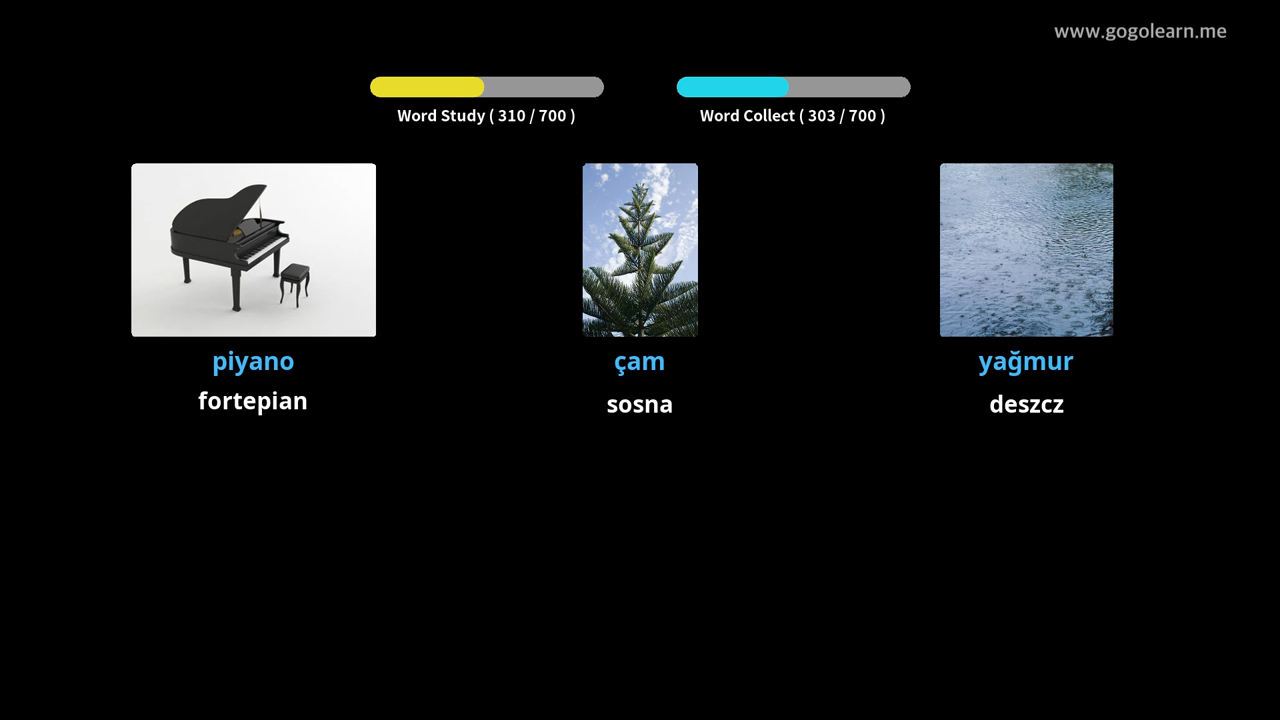 www.gogolearn.me
Word Study ( 310 / 700 )
Word Collect ( 303 / 700 )
piyano
çam
yağmur
fortepian
sosna
deszcz